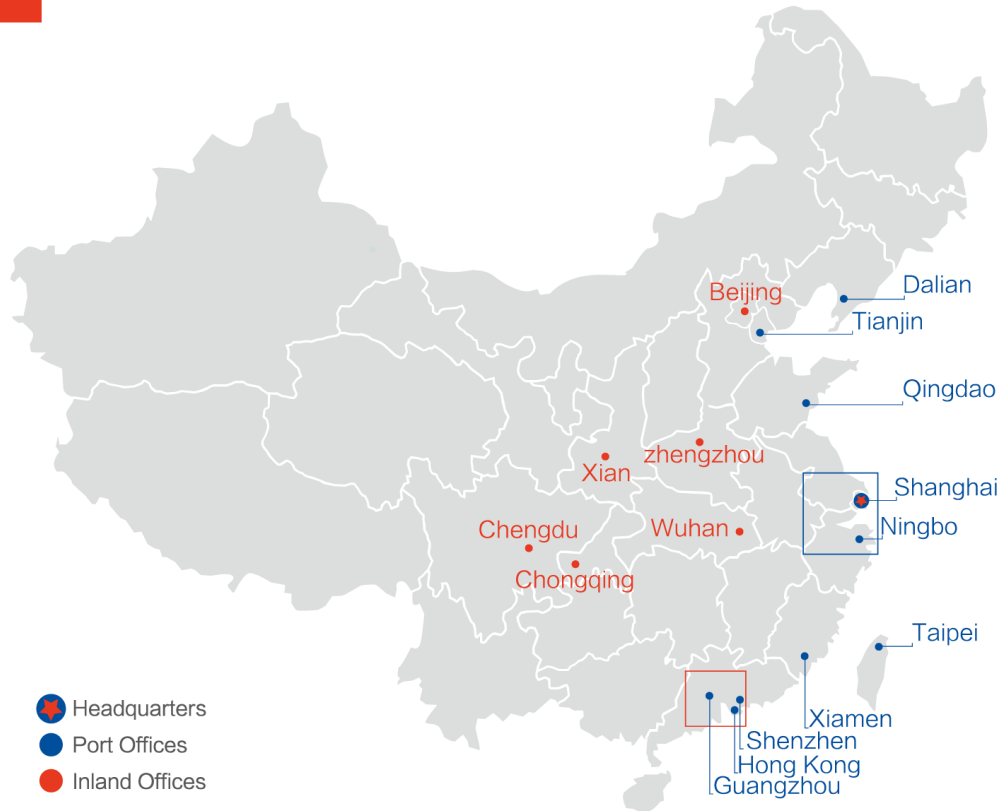 Dalian
Beijing
Tianjin
Qingdao
zhengzhou
Xian
Shanghai
Chengdu
Wuhan
Ningbo
Chongqing
Taipei
Headquarters
Xiamen
Port Offices
Shenzhen
Hong Kong
Inland Offices
Guangzhou